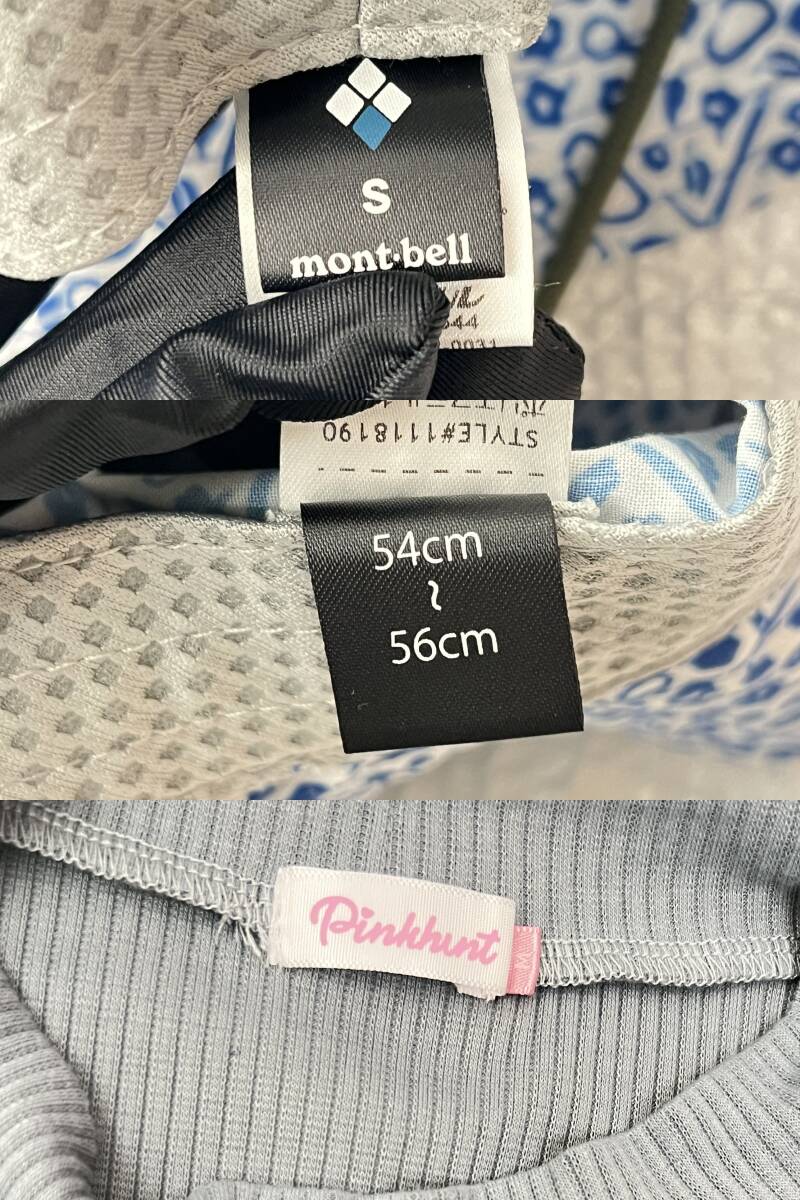 S
mont·bell
STYLE#1118190
54cm
~
56cm
Pinkhunt
M